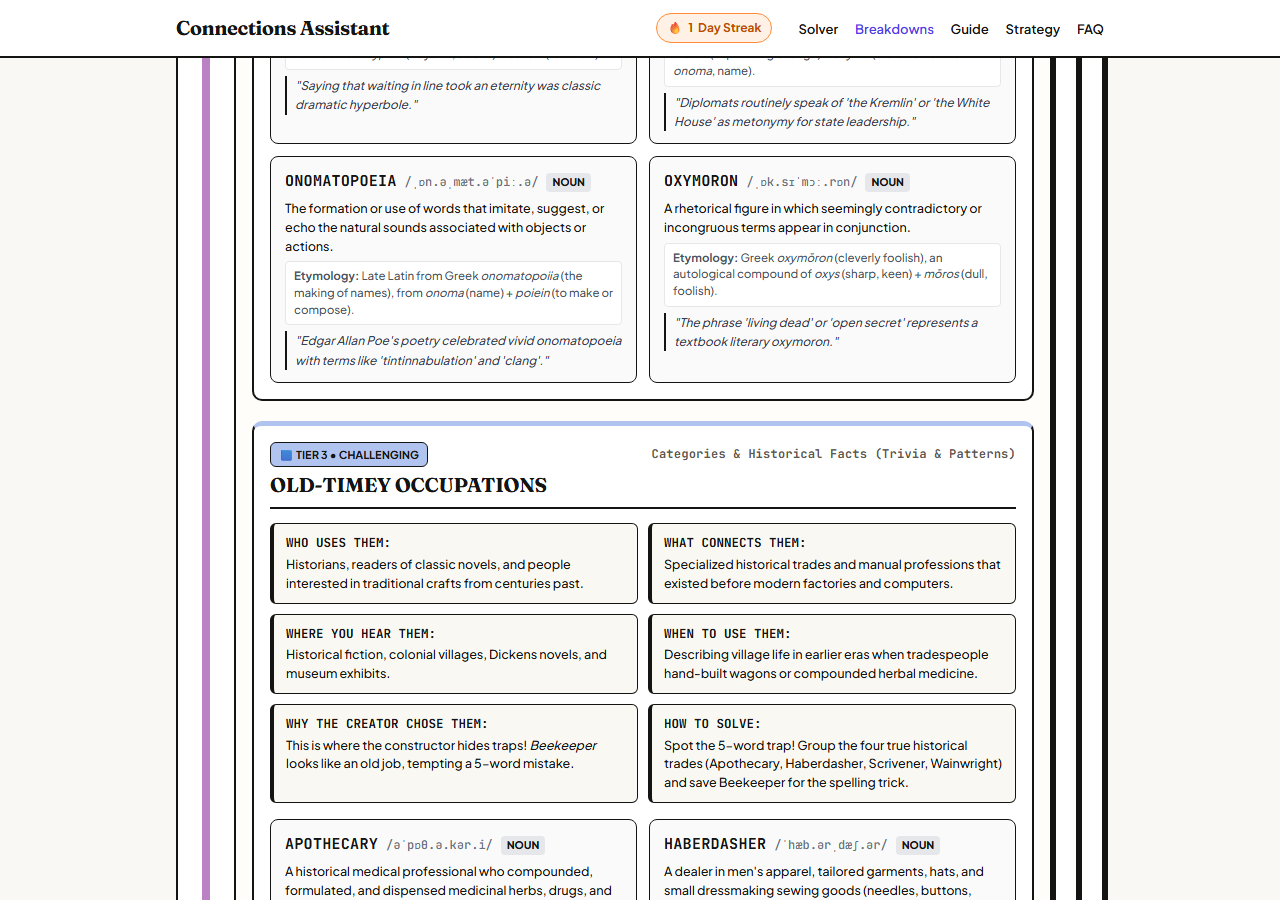 Connections Assistant
1 Day Streak
Solver
Breakdowns
Guide
Strategy
FAQ
"Saying that waiting in line took an eternity was classic
dramatic hyperbole."
onoma, name).
"Diplomats routinely speak of 'the Kremlin' or 'the White
House' as metonymy for state leadership."
ONOMATOPOEIA /ˌɒn.əˌmæt.əˈpiː.ə/ NOUN
The formation or use of words that imitate, suggest, or
echo the natural sounds associated with objects or
actions.
Etymology: Late Latin from Greek onomatopoiia (the
making of names), from onoma (name) + poiein (to make or
compose).
"Edgar Allan Poe's poetry celebrated vivid onomatopoeia
with terms like 'tintinnabulation' and 'clang'."
OXYMORON /ˌɒk.sɪˈmɔː.rɒn/ NOUN
A rhetorical figure in which seemingly contradictory or
incongruous terms appear in conjunction.
Etymology: Greek oxymōron (cleverly foolish), an
autological compound of oxys (sharp, keen) + mōros (dull,
foolish).
"The phrase 'living dead' or 'open secret' represents a
textbook literary oxymoron."
TIER 3 • CHALLENGING
Categories & Historical Facts (Trivia & Patterns)
OLD-TIMEY OCCUPATIONS
WHO USES THEM:
Historians, readers of classic novels, and people
interested in traditional crafts from centuries past.
WHAT CONNECTS THEM:
Specialized historical trades and manual professions that
existed before modern factories and computers.
WHERE YOU HEAR THEM:
Historical fiction, colonial villages, Dickens novels, and
museum exhibits.
WHEN TO USE THEM:
Describing village life in earlier eras when tradespeople
hand-built wagons or compounded herbal medicine.
WHY THE CREATOR CHOSE THEM:
This is where the constructor hides traps! Beekeeper
looks like an old job, tempting a 5-word mistake.
HOW TO SOLVE:
Spot the 5-word trap! Group the four true historical
trades (Apothecary, Haberdasher, Scrivener, Wainwright)
and save Beekeeper for the spelling trick.
APOTHECARY /əˈpɒθ.ə.kər.i/ NOUN
A historical medical professional who compounded,
formulated, and dispensed medicinal herbs, drugs, and
HABERDASHER /ˈhæb.ərˌdæʃ.ər/ NOUN
A dealer in men's apparel, tailored garments, hats, and
small dressmaking sewing goods (needles, buttons,